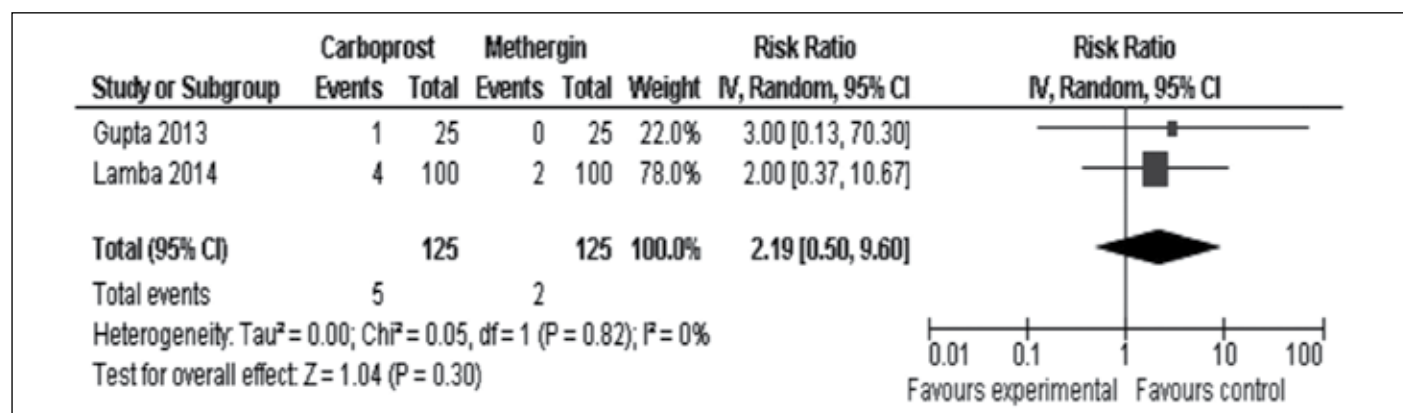 Carboprost Methergin Risk Ratio Risk Ratio
Study or Subgroup Events Total Events Total Weight IV, Random, 95% CI IV, Random, 95% CI
Gupta 2013 1 25 0 25 22.0% 3.00 [0.13, 70.30]
Lamba 2014 4 100 2 100 78.0% 2.00 [0.37, 10.67]
Total (95% CI) 125 125 100.0% 2.19 [0.50, 9.60]
Total events 5 2
Heterogeneity: Tau² = 0.00; Chi² = 0.05, df = 1 (P = 0.82); I² = 0%
Test for overall effect: Z = 1.04 (P = 0.30)
0.01 0.1 1 10 100
Favours experimental Favours control